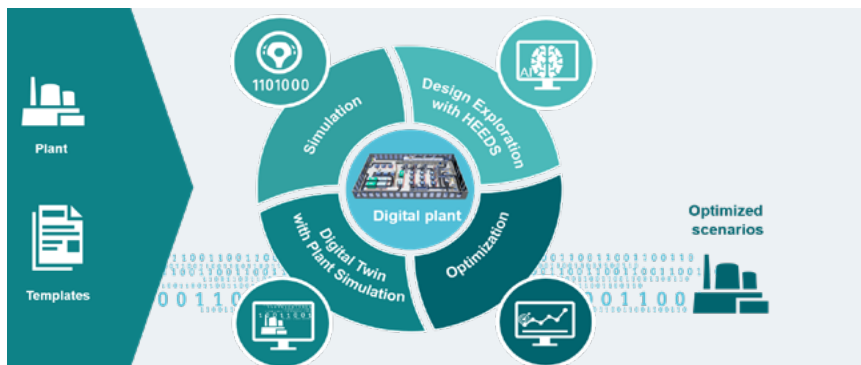 Plant
Templates
1101000
Simulation
AI
Design Exploration
with HEEDS
Digital plant
Digital Twin
with Plant Simulation
Optimization
Optimized
scenarios